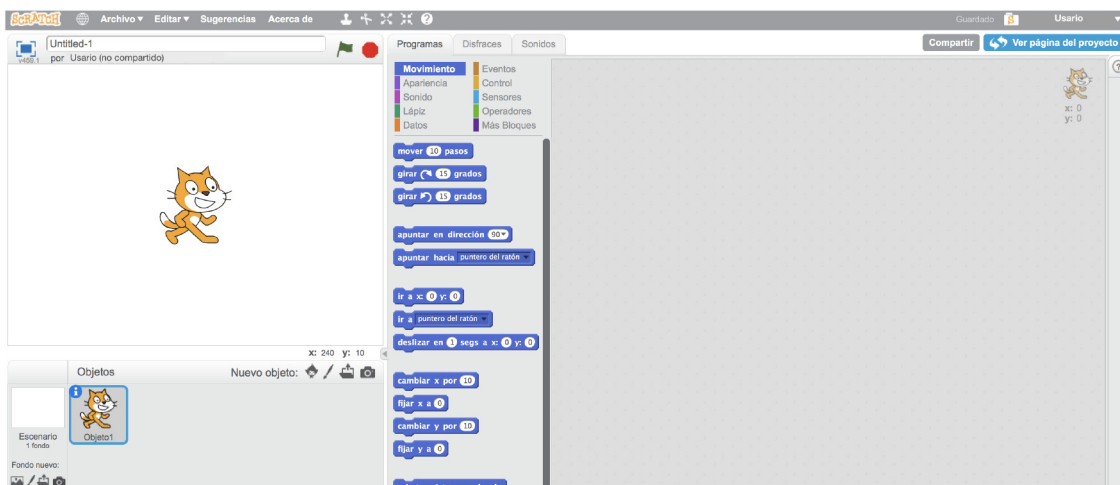 SCRATCH Archivo Editar Sugerencias Acerca de Guardado Usario
Untitled-1
por Usario (no compartido)
v459.1
Programas Disfraces Sonidos
Compartir Ver página del proyecto
Movimiento Eventos
Apariencia Control
Sonido Sensores
Lápiz Operadores
Datos Más Bloques
x: 0
y: 0
mover 10 pasos
girar 15 grados
girar 15 grados
apuntar en dirección 90
apuntar hacia puntero del ratón
ir a x: 0 y: 0
ir a puntero del ratón
deslizar en 1 segs a x: 0 y: 0
cambiar x por 10
fijar x a 0
cambiar y por 10
fijar y a 0
x: 240 y: 10
Objetos Nuevo objeto:
Escenario
1 fondo
Objeto1
Fondo nuevo: